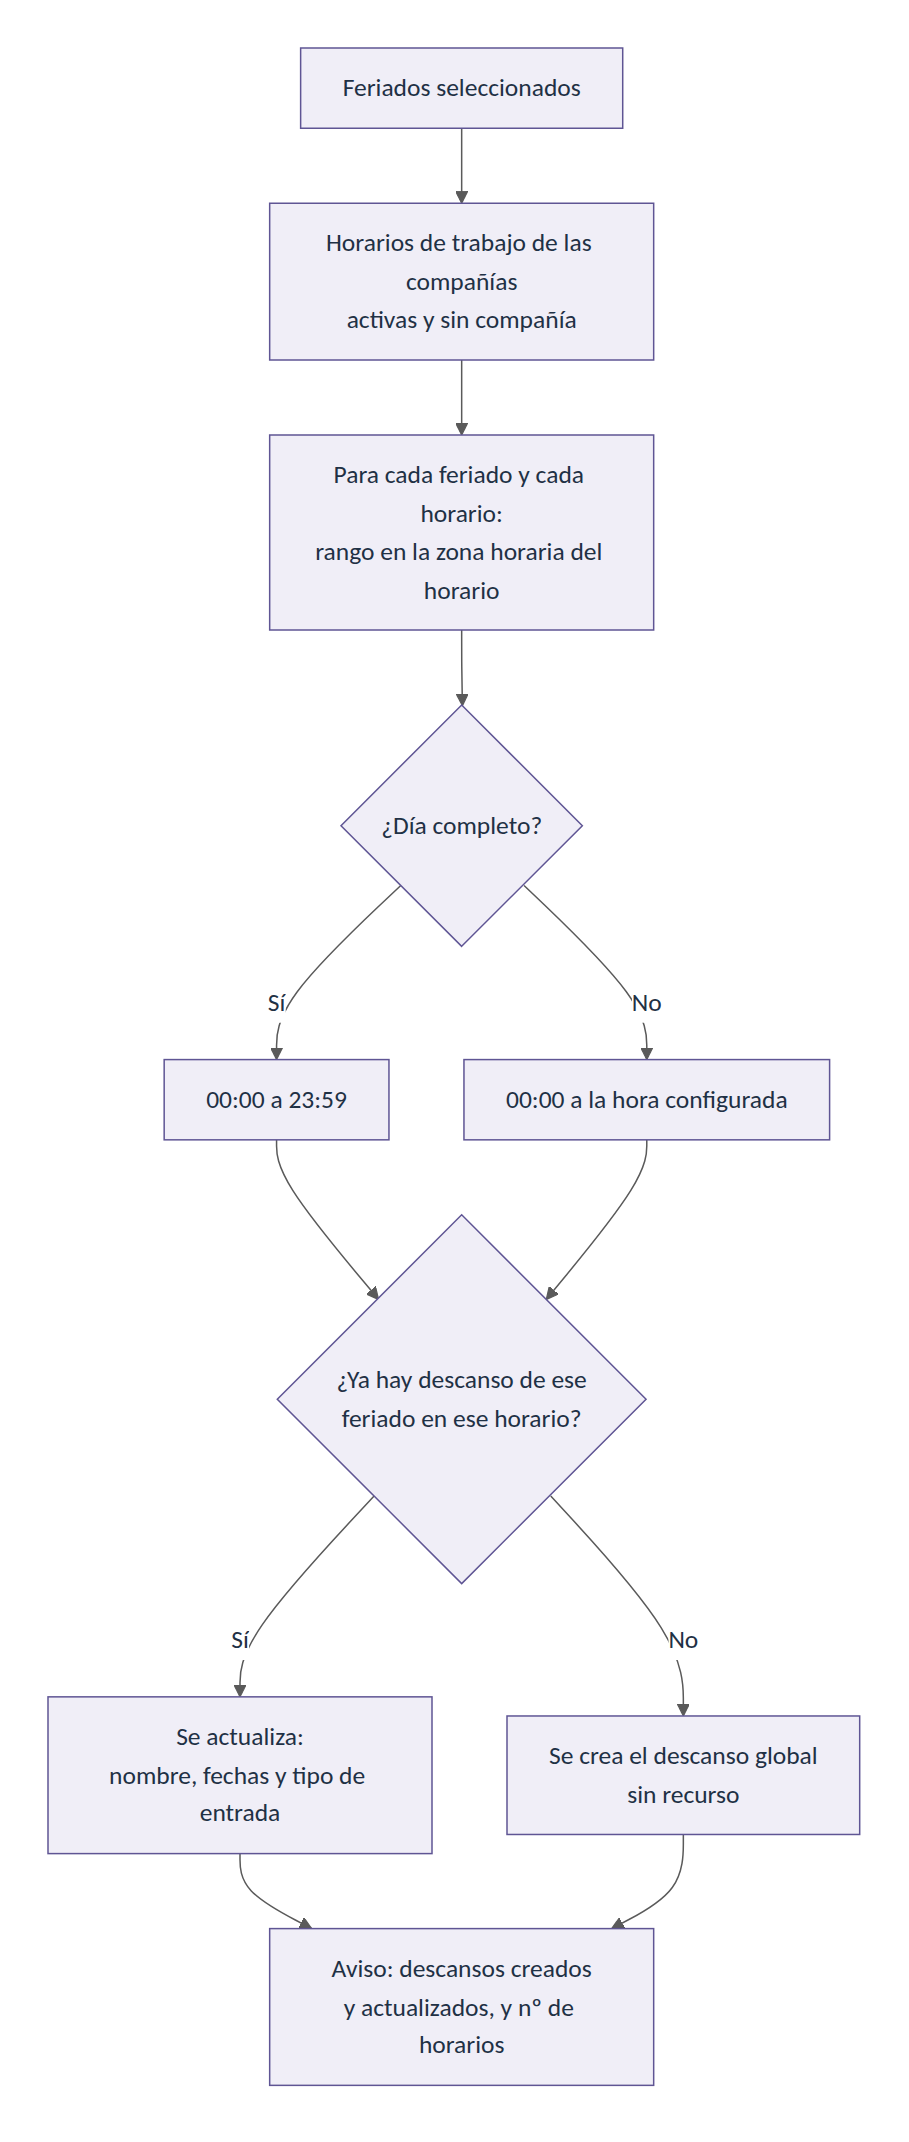 Feriados seleccionados
Horarios de trabajo de las
compañías
activas y sin compañía
Para cada feriado y cada
horario:
rango en la zona horaria del
horario
¿Día completo?
Sí
No
00:00 a 23:59
00:00 a la hora configurada
¿Ya hay descanso de ese
feriado en ese horario?
Sí
No
Se actualiza:
nombre, fechas y tipo de
entrada
Se crea el descanso global
sin recurso
Aviso: descansos creados
y actualizados, y nº de
horarios